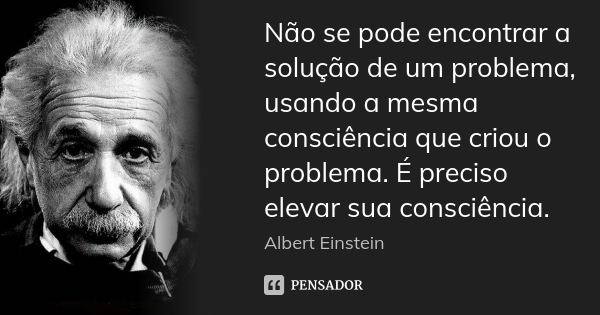 Não se pode encontrar a
solução de um problema,
usando a mesma
consciência que criou o
problema. É preciso
elevar sua consciência.
Albert Einstein
PENSADOR